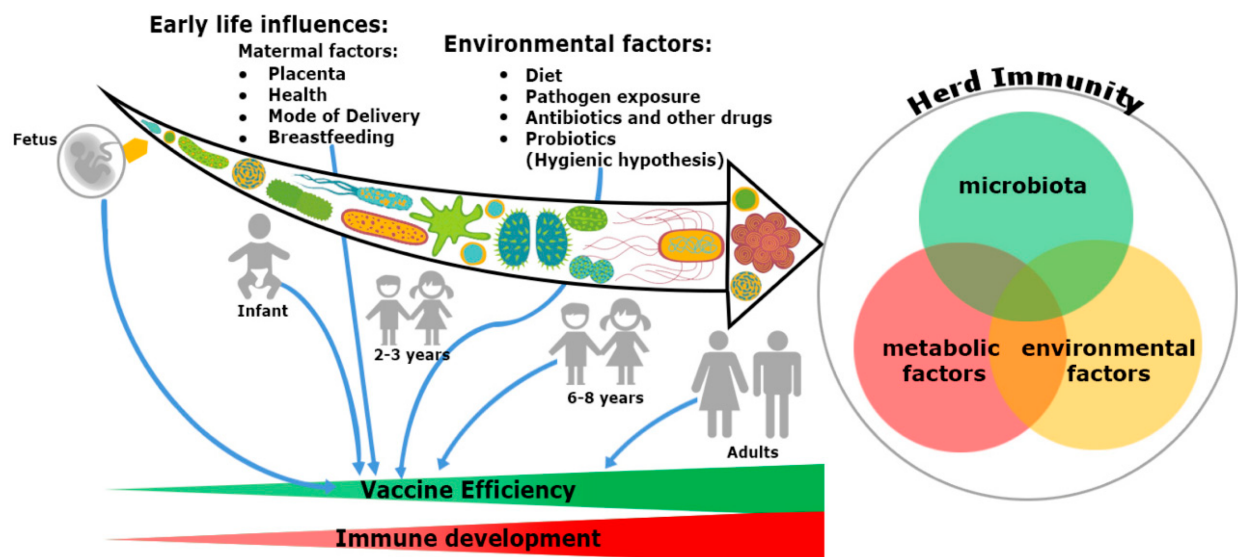 Early life influences:
Matermal factors:
• Placenta
• Health
• Mode of Delivery
• Breastfeeding
Environmental factors:
• Diet
• Pathogen exposure
• Antibiotics and other drugs
• Probiotics
(Hygienic hypothesis)
Fetus
Infant
2-3 years
6-8 years
Adults
Vaccine Efficiency
Immune development
Herd Immunity
microbiota
metabolic
factors
environmental
factors